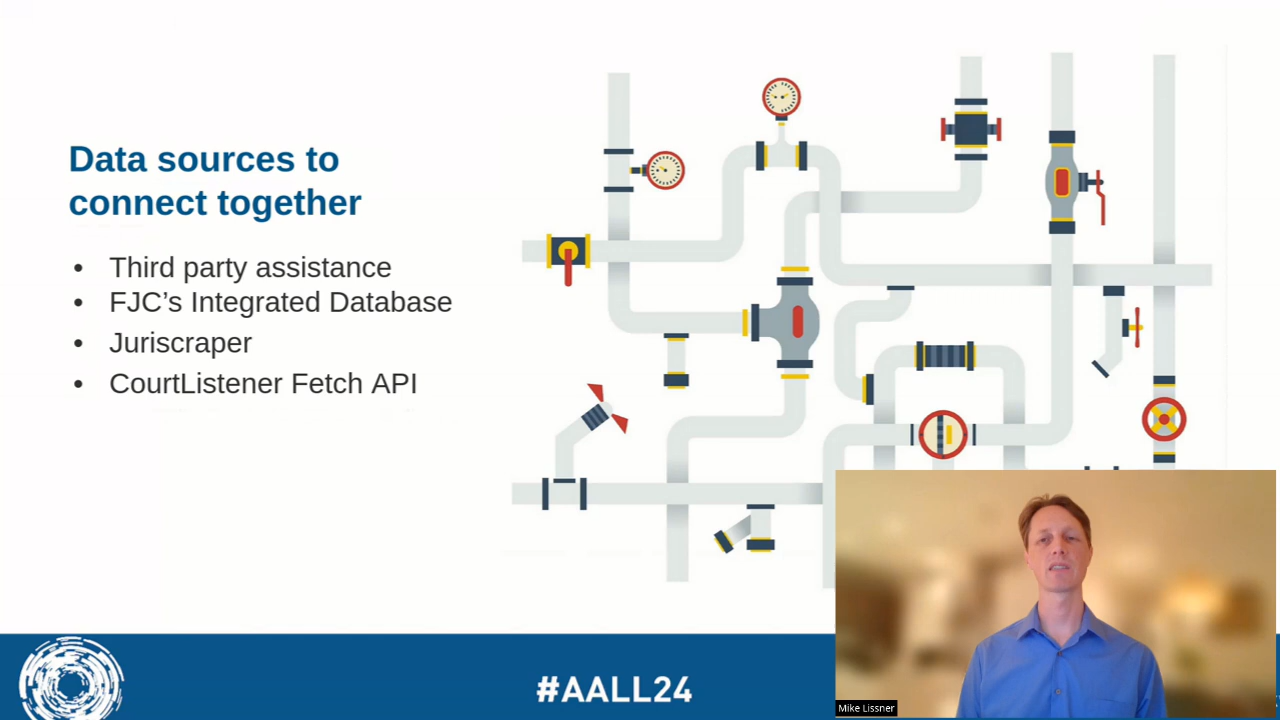 Data sources to
connect together
• Third party assistance
• FJC’s Integrated Database
• Juriscraper
• CourtListener Fetch API
#AALL24
Mike Lissner